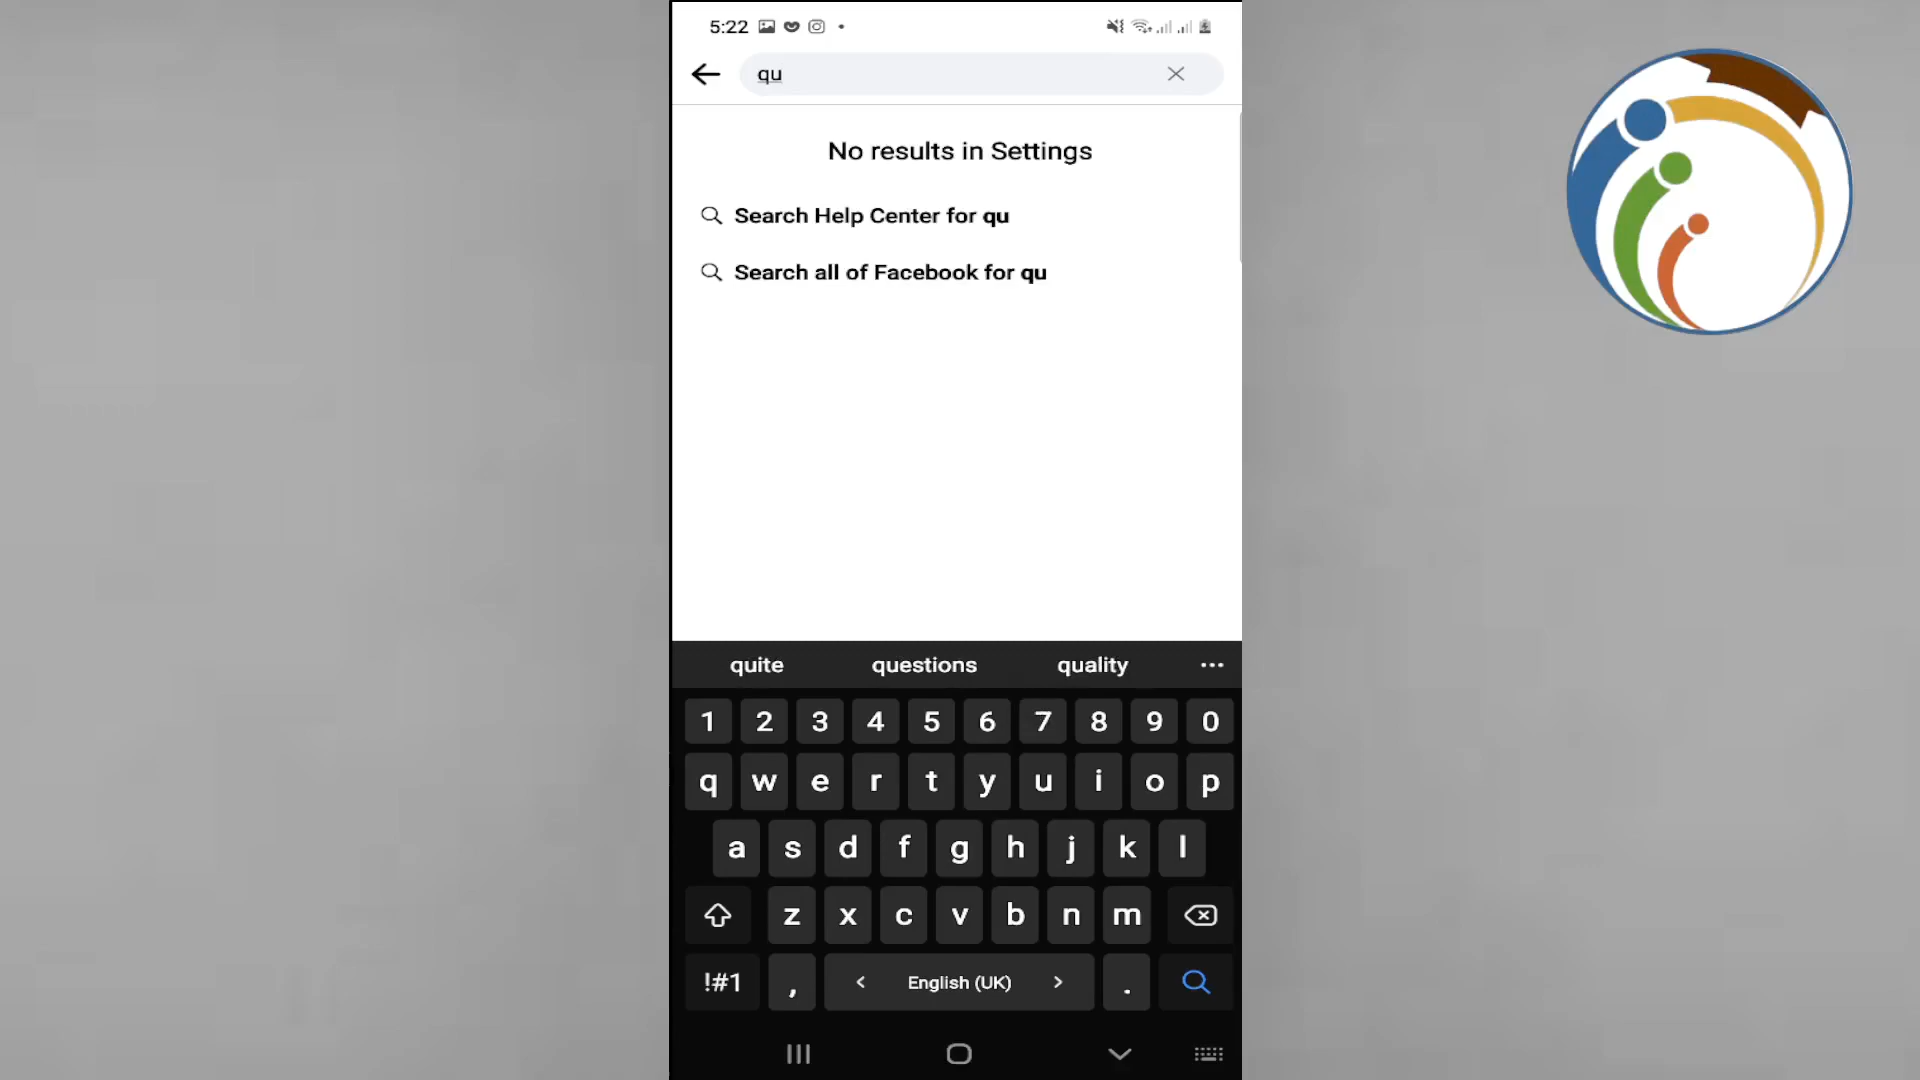 5:22
qu
No results in Settings
Search Help Center for qu
Search all of Facebook for qu
quite questions quality
1 2 3 4 5 6 7 8 9 0
q w e r t y u i o p
a s d f g h j k l
z x c v b n m
!#1 , < English (UK) > .